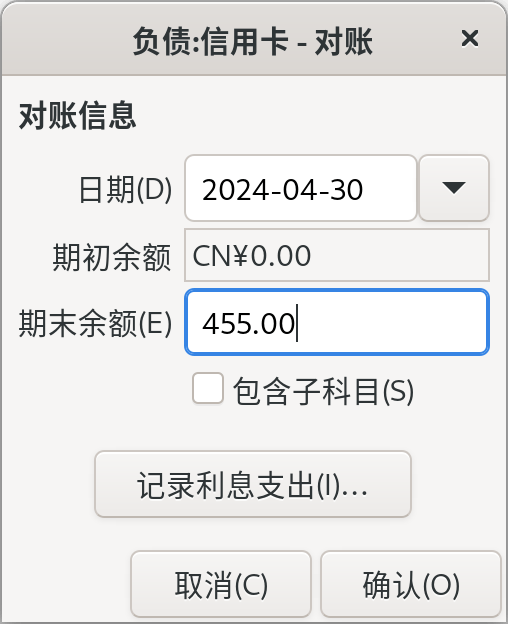 负债:信用卡 - 对账
对账信息
日期(D) 2024-04-30
期初余额 CN¥0.00
期末余额(E) 455.00
包含子科目(S)
记录利息支出(I)...
取消(C) 确认(O)